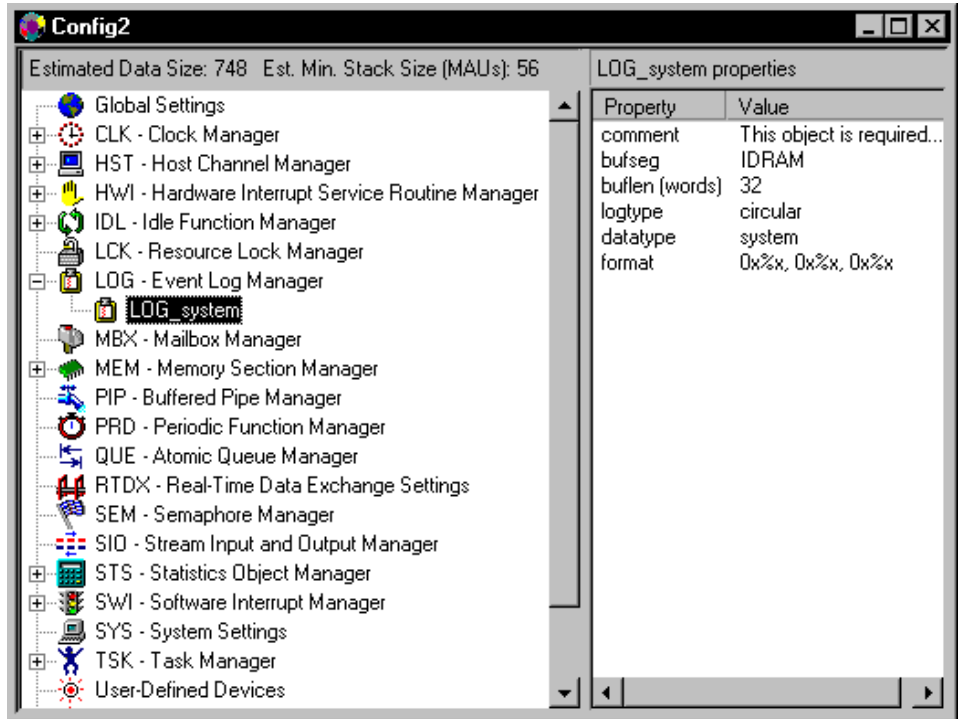 Config2
Estimated Data Size: 748 Est. Min. Stack Size (MAUs): 56
Global Settings
CLK - Clock Manager
HST - Host Channel Manager
HWI - Hardware Interrupt Service Routine Manager
IDL - Idle Function Manager
LCK - Resource Lock Manager
LOG - Event Log Manager
LOG_system
MBX - Mailbox Manager
MEM - Memory Section Manager
PIP - Buffered Pipe Manager
PRD - Periodic Function Manager
QUE - Atomic Queue Manager
RTDX - Real-Time Data Exchange Settings
SEM - Semaphore Manager
SIO - Stream Input and Output Manager
STS - Statistics Object Manager
SWI - Software Interrupt Manager
SYS - System Settings
TSK - Task Manager
User-Defined Devices
LOG_system properties
Property Value
comment This object is required...
bufseg IDRAM
buflen (words) 32
logtype circular
datatype system
format 0x%x, 0x%x, 0x%x